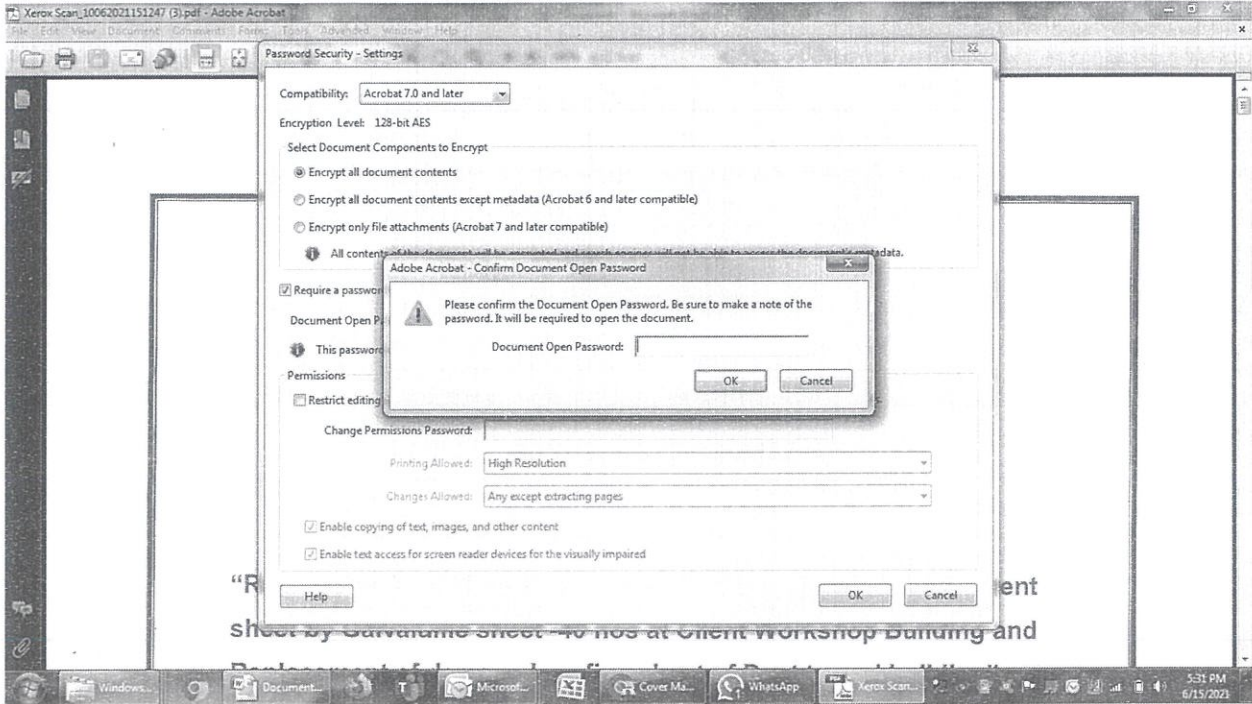 Xerox Scan_10062021151247 (3).pdf - Adobe Acrobat
File Edit View Document Comments Forms Tools Advanced Window Help
Password Security - Settings
Compatibility: Acrobat 7.0 and later
Encryption Level: 128-bit AES
Select Document Components to Encrypt
Encrypt all document contents
Encrypt all document contents except metadata (Acrobat 6 and later compatible)
Encrypt only file attachments (Acrobat 7 and later compatible)
All contents of the document will be encrypted and search engines will not be able to access the document's metadata.
Adobe Acrobat - Confirm Document Open Password
Require a password
Please confirm the Document Open Password. Be sure to make a note of the
password. It will be required to open the document.
Document Open
Document Open Password:
This password
OK Cancel
Permissions
Restrict editing
Change Permissions Password:
Printing Allowed: High Resolution
Changes Allowed: Any except extracting pages
Enable copying of text, images, and other content
Enable text access for screen reader devices for the visually impaired
Help OK Cancel
sheet by Galvalume sheet -40 nos at Client Workshop Building and
Windows... Document... Microsof... Cover Ma... WhatsApp Xerox Scan... 5:31 PM
6/15/2021